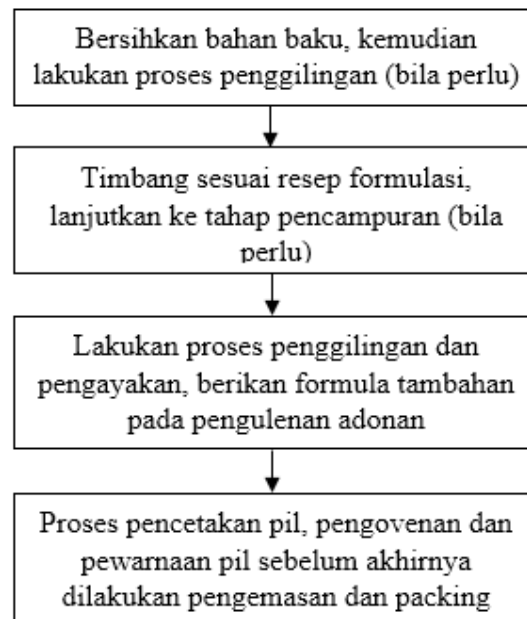 Bersihkan bahan baku, kemudian
lakukan proses penggilingan (bila perlu)
Timbang sesuai resep formulasi,
lanjutkan ke tahap pencampuran (bila
perlu)
Lakukan proses penggilingan dan
pengayakan, berikan formula tambahan
pada pengulenan adonan
Proses pencetakan pil, pengovenan dan
pewarnaan pil sebelum akhirnya
dilakukan pengemasan dan packing